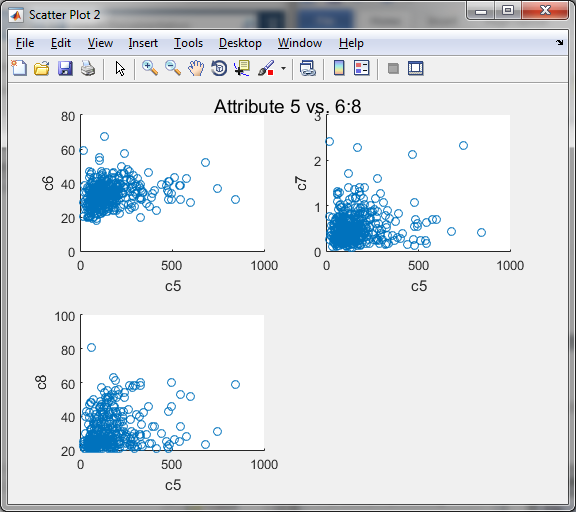 Scatter Plot 2
File Edit View Insert Tools Desktop Window Help
Attribute 5 vs. 6:8
80
60
40
20
0
c6
0 500 1000
c5
3
2
1
0
c7
0 500 1000
c5
100
80
60
40
20
c8
0 500 1000
c5